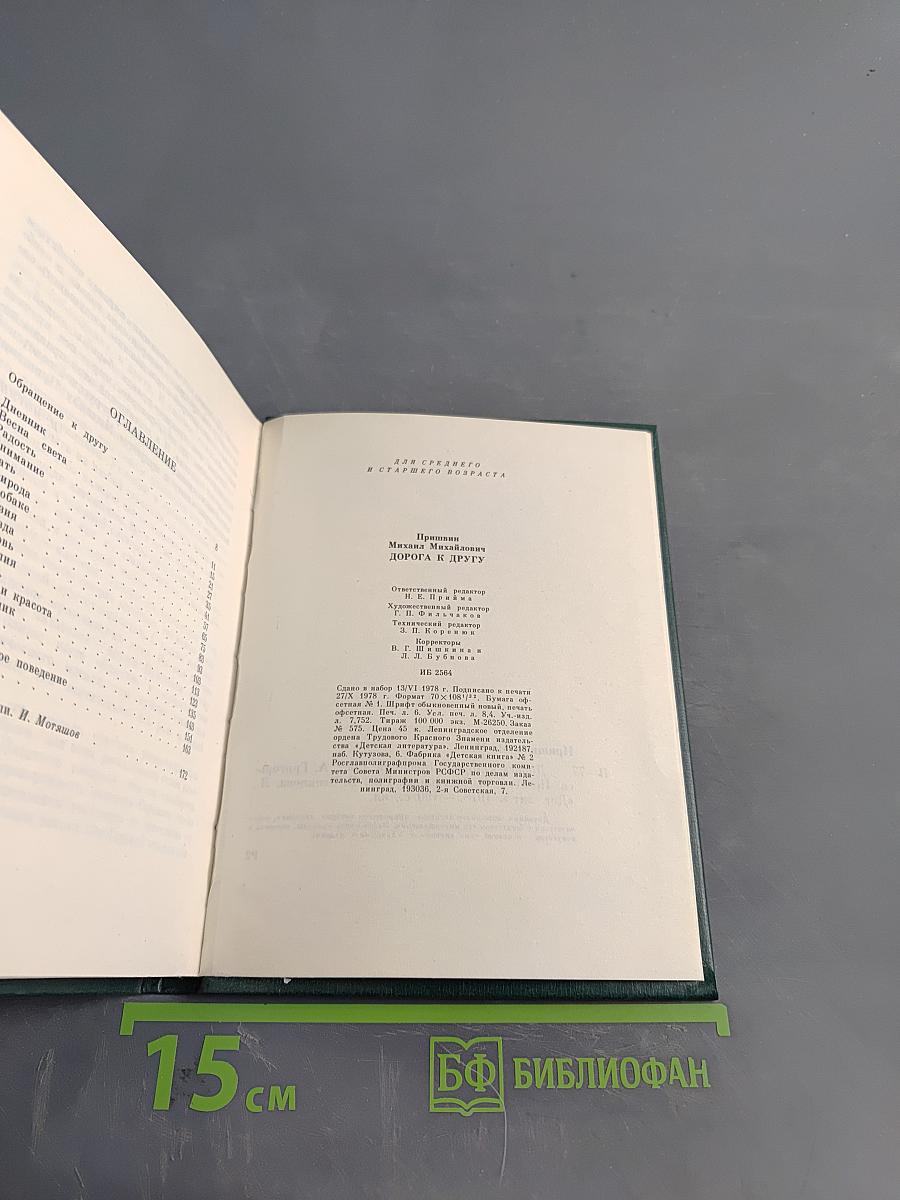 ОГЛАВЛЕНИЕ
Обращение к другу
Дневник
Весна света
и красота
поведение
И. Мотяшов
172
ДЛЯ СРЕДНЕГО
И СТАРШЕГО ВОЗРАСТА
Пришвин
Михаил Михайлович
ДОРОГА К ДРУГУ
Ответственный редактор
Н. Е. Прийма
Художественный редактор
Г. П. Фильчаков
Технический редактор
З. П. Коренюк
Корректоры
В. Г. Шишкина и
Л. Л. Бубнова
ИБ 2564
Сдано в набор 13/VI 1978 г. Подписано к печати
27/X 1978 г. Формат 70×108¹/³². Бумага оф-
сетная № 1. Шрифт обыкновенный новый, печать
офсетная. Печ. л. 6. Усл. печ. л. 8,4. Уч.-изд.
л. 7,752. Тираж 100 000 экз. М-26250. Заказ
№ 575. Цена 45 к. Ленинградское отделение
ордена Трудового Красного Знамени издатель-
ства «Детская литература». Ленинград, 192187,
наб. Кутузова, 6. Фабрика «Детская книга» № 2
Росглавполиграфпрома Государственного коми-
тета Совета Министров РСФСР по делам изда-
тельств, полиграфии и книжной торговли. Ле-
нинград, 193036, 2-я Советская, 7.
15 см
БФ БИБЛИОФАН